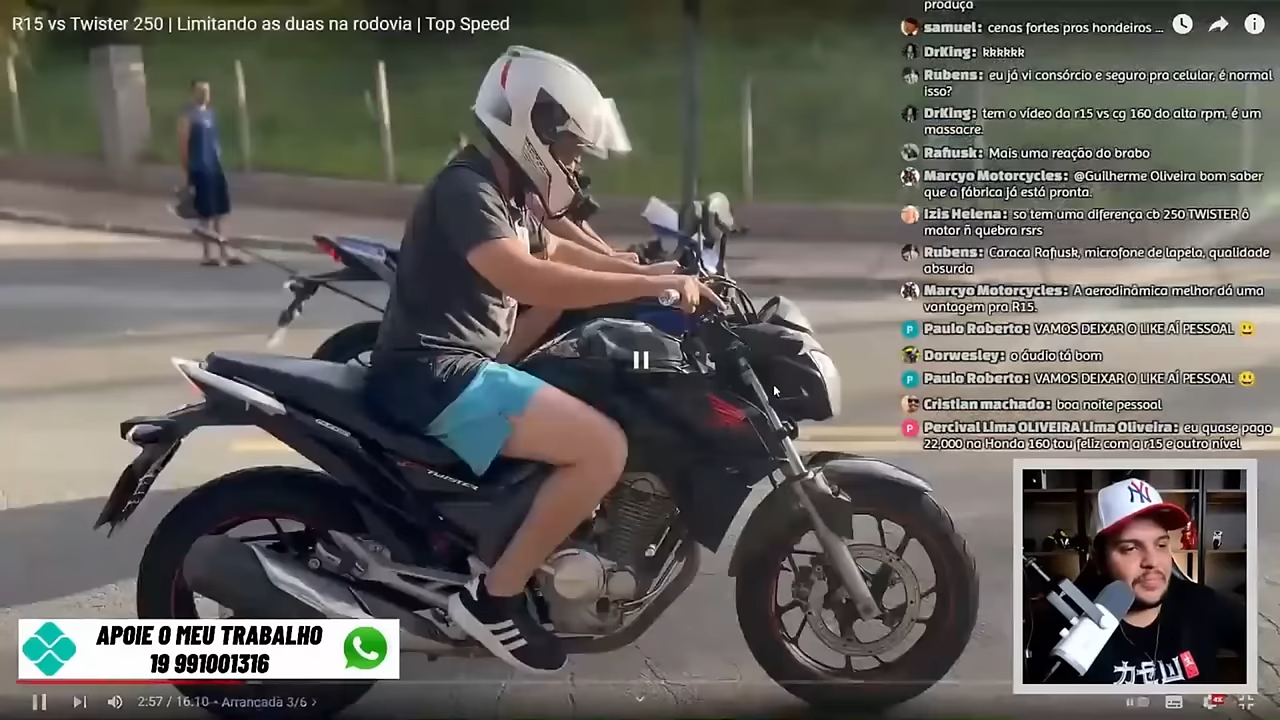 R15 vs Twister 250 | Limitando as duas na rodovia | Top Speed
produça
samuel: cenas fortes pros hondeiros ...
DrKing: kkkkkk
Rubens: eu já vi consórcio e seguro pra celular, é normal
isso?
DrKing: tem o vídeo da r15 vs cg 160 do alta rpm, é um
massacre.
Rafiusk: Mais uma reação do brabo
Marcyo Motorcycles: @Guilherme Oliveira bom saber
que a fábrica já está pronta.
Izis Helena: so tem uma diferença cb 250 TWISTER ó
motor ñ quebra rsrs
Rubens: Caraca Rafiusk, microfone de lapela, qualidade
absurda
Marcyo Motorcycles: A aerodinâmica melhor dá uma
vantagem pra R15.
P Paulo Roberto: VAMOS DEIXAR O LIKE AÍ PESSOAL 😃
Dorwesley: o áudio tá bom
P Paulo Roberto: VAMOS DEIXAR O LIKE AÍ PESSOAL 😃
Cristian machado: boa noite pessoal
P Percival Lima OLIVEIRA Lima Oliveira: eu quase pago
22,000 na Honda 160 tou feliz com a r15 e outro nível
TWISTER
NY
APOIE O MEU TRABALHO
19 991001316
2:57 / 16:10 • Arrancada 3/6 ›
4K